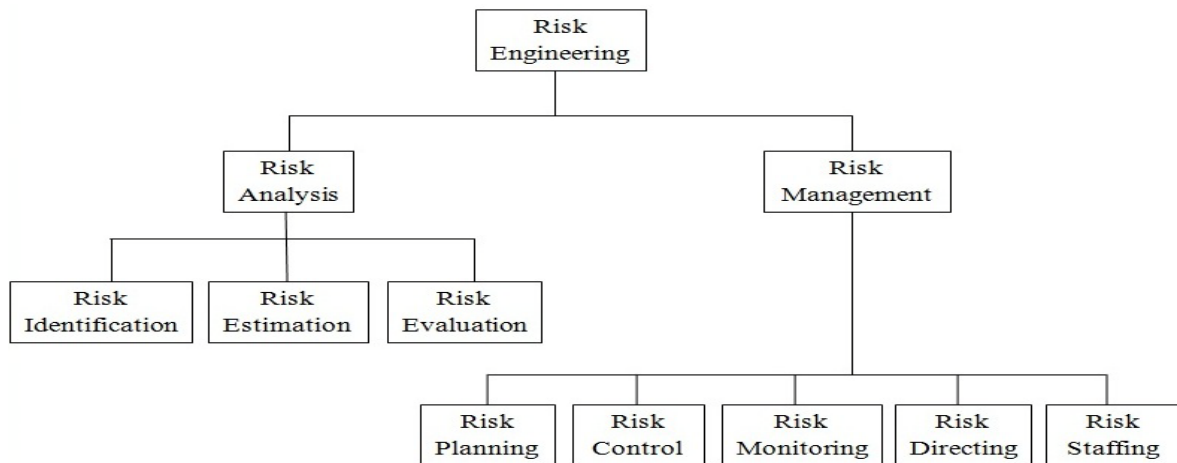 Risk
Engineering
Risk
Analysis
Risk
Management
Risk
Identification
Risk
Estimation
Risk
Evaluation
Risk
Planning
Risk
Control
Risk
Monitoring
Risk
Directing
Risk
Staffing